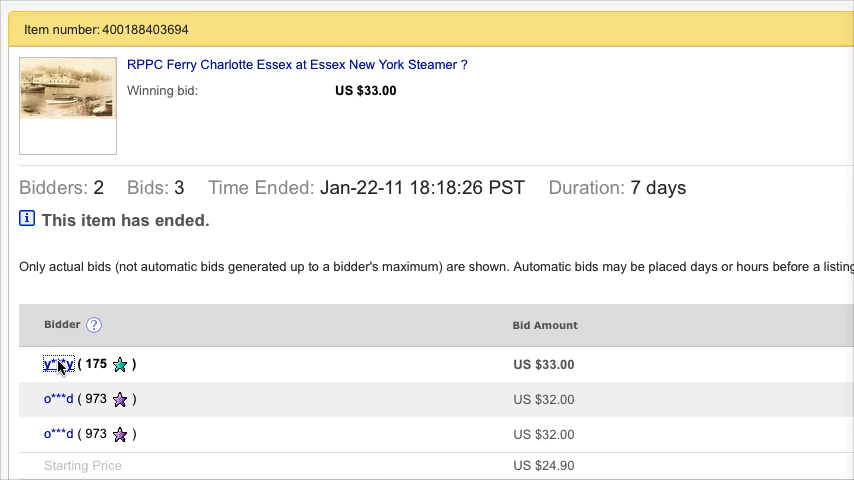 Item number: 400188403694
RPPC Ferry Charlotte Essex at Essex New York Steamer ?
Winning bid: US $33.00
Bidders: 2 Bids: 3 Time Ended: Jan-22-11 18:18:26 PST Duration: 7 days
This item has ended.
Only actual bids (not automatic bids generated up to a bidder's maximum) are shown. Automatic bids may be placed days or hours before a listing
Bidder ? Bid Amount
y***y ( 175 ) US $33.00
o***d ( 973 ) US $32.00
o***d ( 973 ) US $32.00
Starting Price US $24.90